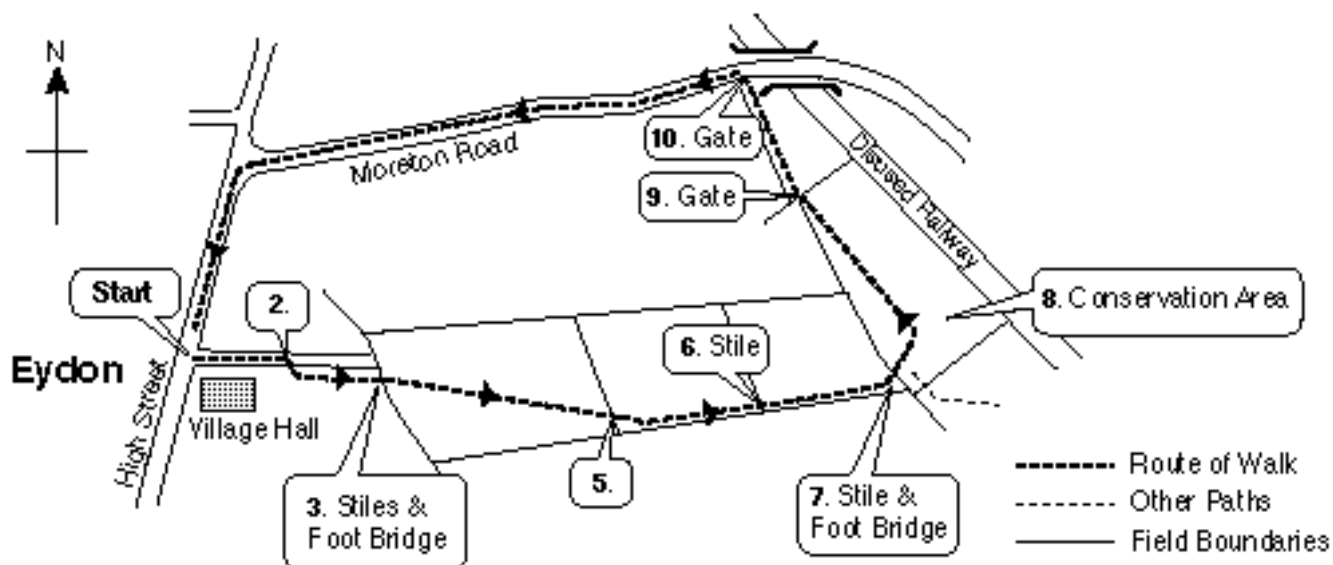 N
10. Gate
Moreton Road
Disused Railway
9. Gate
Start
2.
8. Conservation Area
6. Stile
Eydon
High Street
Village Hall
5.
3. Stiles &
Foot Bridge
7. Stile &
Foot Bridge
Route of Walk
Other Paths
Field Boundaries